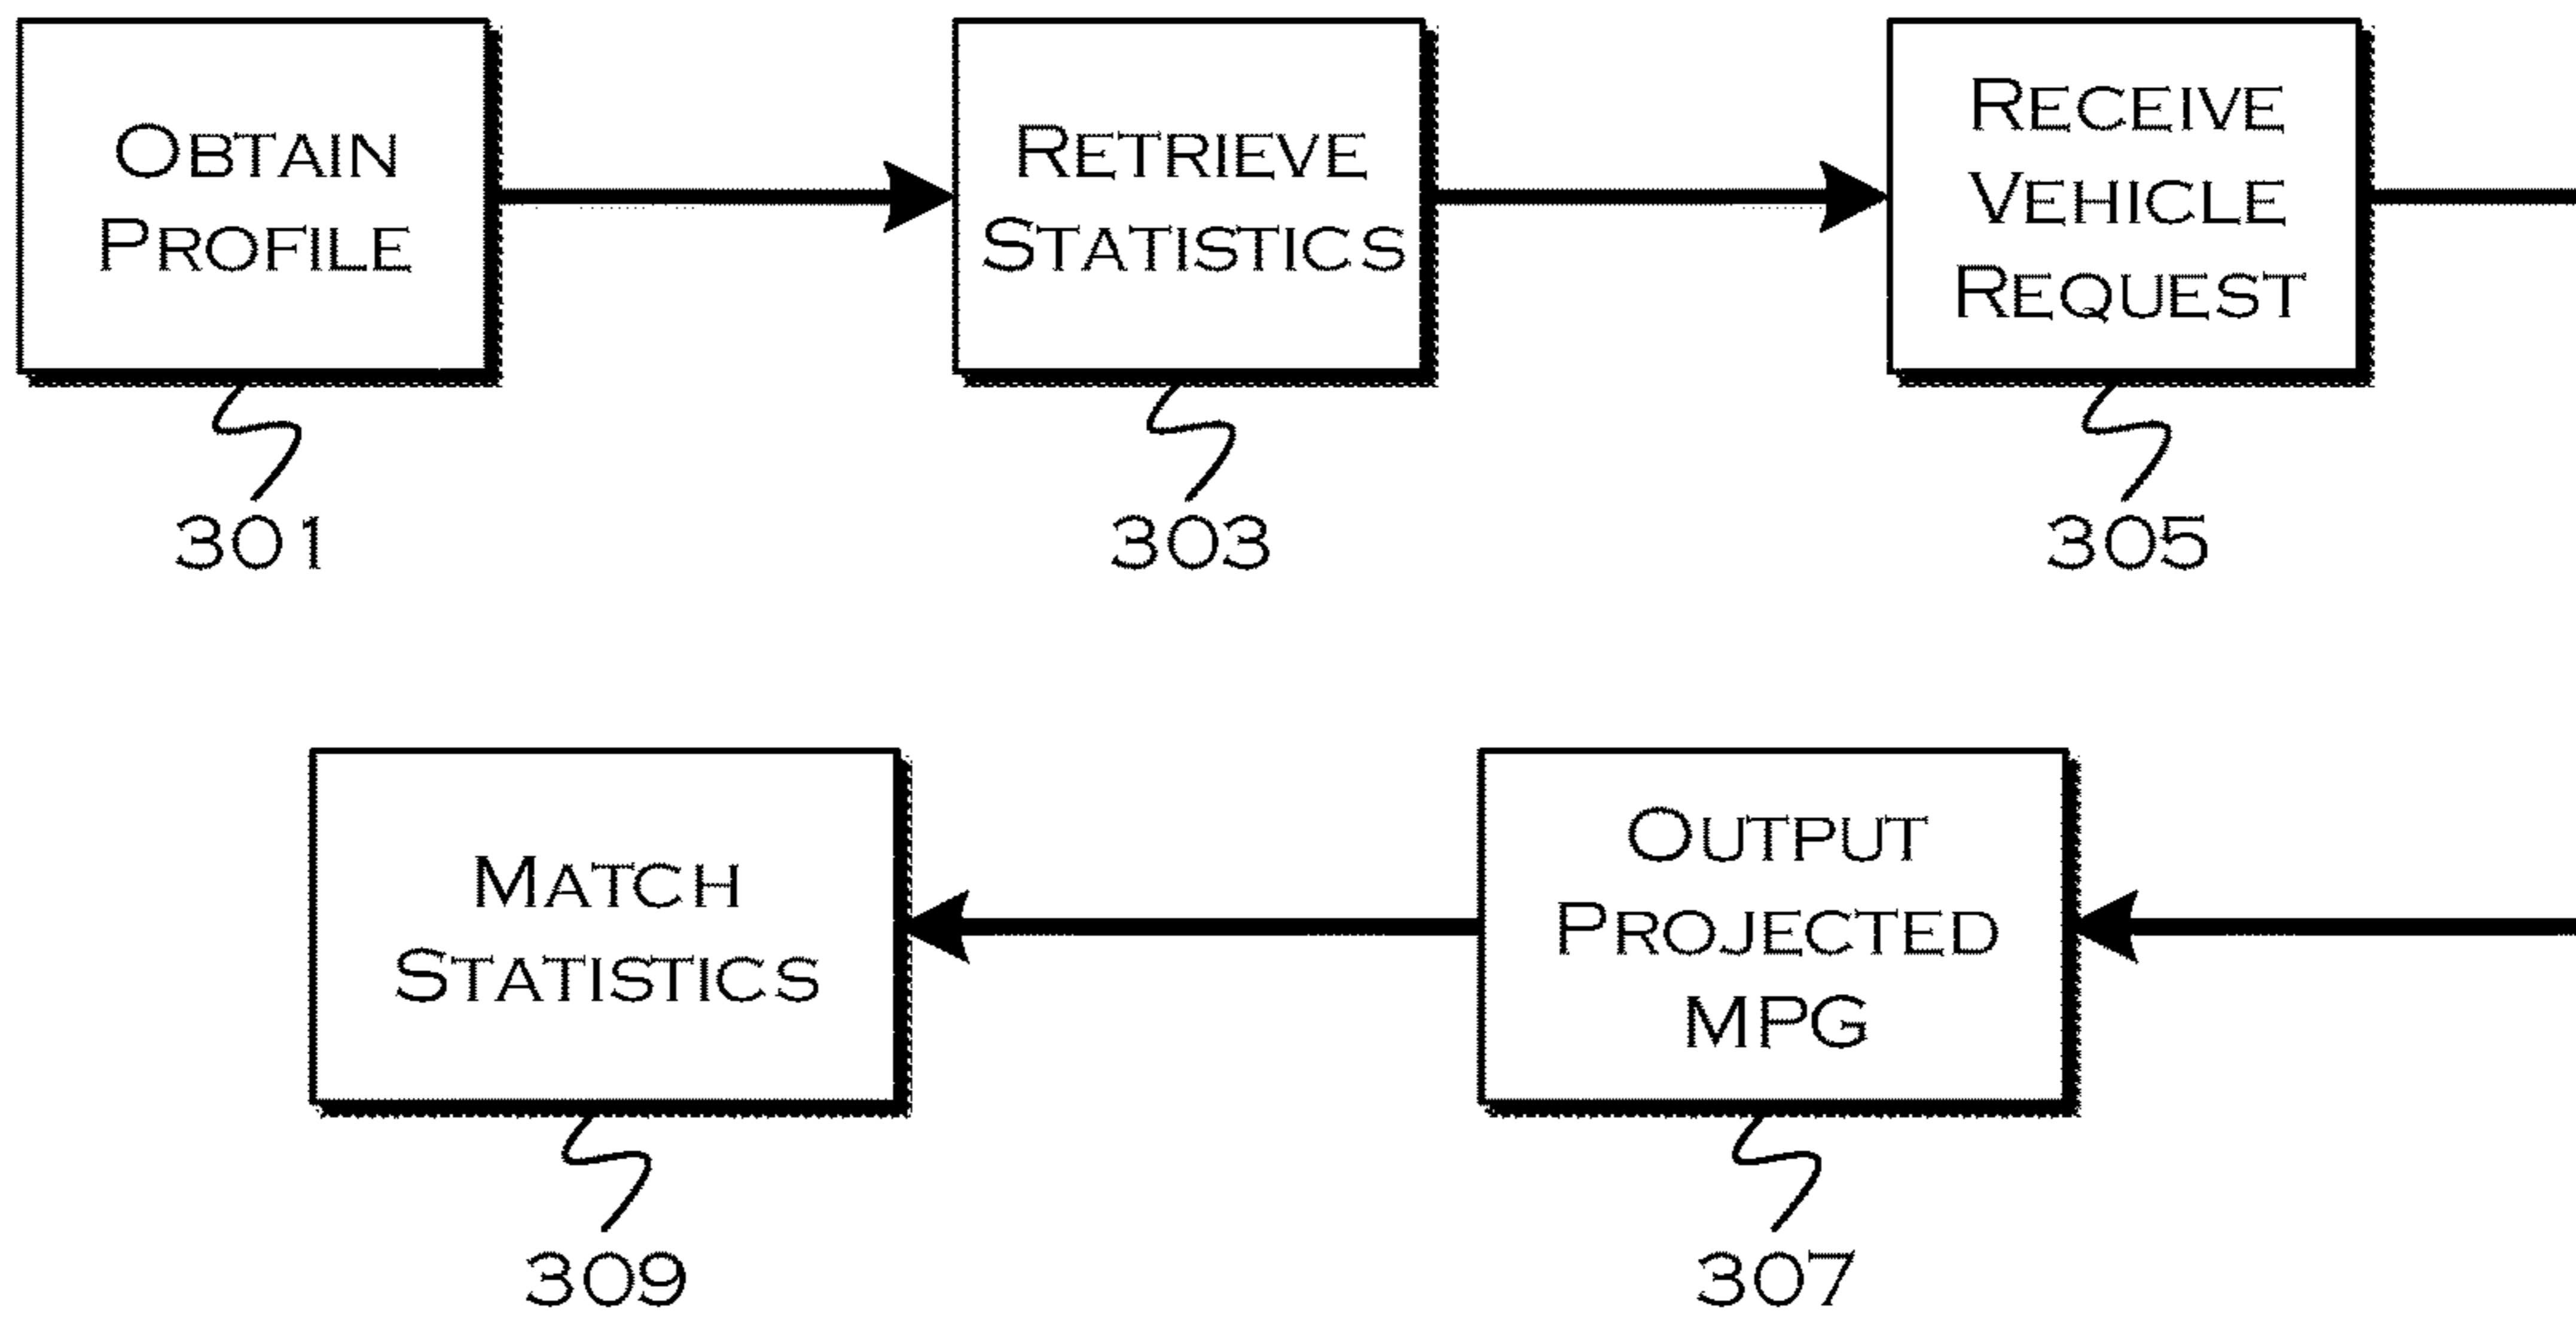 OBTAIN
PROFILE
RETRIEVE
STATISTICS
RECEIVE
VEHICLE
REQUEST
301
303
305
MATCH
STATISTICS
OUTPUT
PROJECTED
MPG
309
307